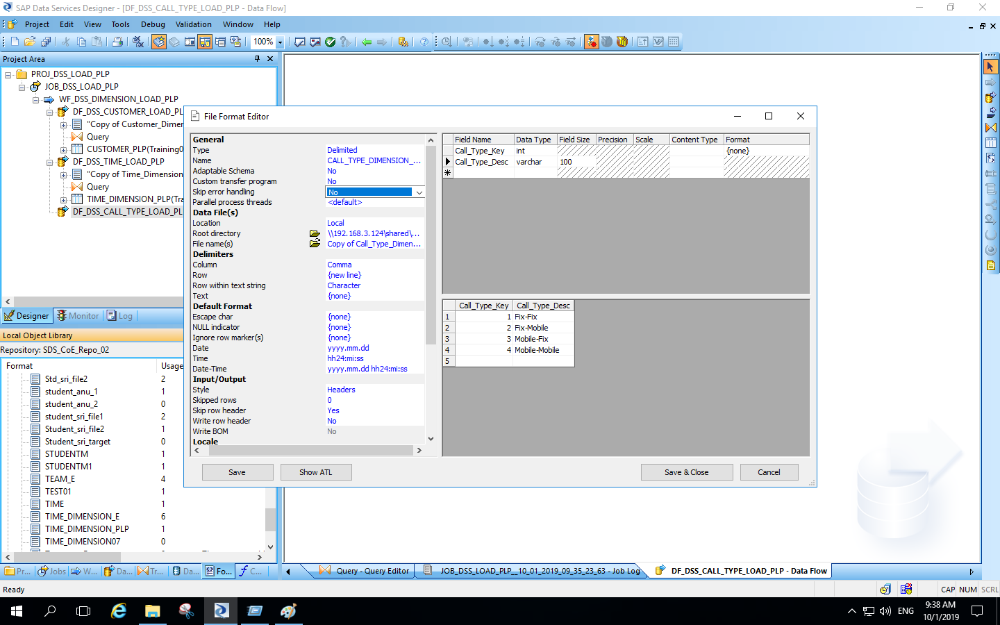 SAP Data Services Designer - [DF_DSS_CALL_TYPE_LOAD_PLP - Data Flow]
Project Edit View Tools Debug Validation Window Help
100%
Project Area
PROJ_DSS_LOAD_PLP
JOB_DSS_LOAD_PLP
WF_DSS_DIMENSION_LOAD_PLP
DF_DSS_CUSTOMER_LOAD_PL
"Copy of Customer_Dimer
Query
CUSTOMER_PLP(Training0
DF_DSS_TIME_LOAD_PLP
"Copy of Time_Dimension
Query
TIME_DIMENSION_PLP(Tra
DF_DSS_CALL_TYPE_LOAD_PL
Designer Monitor Log
Local Object Library
Repository: SDS_CoE_Repo_02
Format Usage
Std_sri_file2 2
student_anu_1 1
student_anu_2 0
student_sri_file1 2
Student_sri_file2 1
Student_sri_target 0
STUDENTM 1
STUDENTM1 1
TEAM_E 4
TEST01 1
TIME 1
TIME_DIMENSION_E 6
TIME_DIMENSION_PLP 1
TIME_DIMENSION07 0
Pr... Jobs W... Da... Tr... Da... Fo... C...
File Format Editor
General
Type Delimited
Name CALL_TYPE_DIMENSION_...
Adaptable Schema No
Custom transfer program No
Skip error handling No
Parallel process threads <default>
Data File(s)
Location Local
Root directory \\192.168.3.124\shared\...
File name(s) Copy of Call_Type_Dimen...
Delimiters
Column Comma
Row {new line}
Row within text string Character
Text {none}
Default Format
Escape char {none}
NULL indicator {none}
Ignore row marker(s) {none}
Date yyyy.mm.dd
Time hh24:mi:ss
Date-Time yyyy.mm.dd hh24:mi:ss
Input/Output
Style Headers
Skipped rows 0
Skip row header Yes
Write row header No
Write BOM No
Locale
Field Name Data Type Field Size Precision Scale Content Type Format
Call_Type_Key int {none}
Call_Type_Desc varchar 100
Call_Type_Key Call_Type_Desc
1 1 Fix-Fix
2 2 Fix-Mobile
3 3 Mobile-Fix
4 4 Mobile-Mobile
5
Save Show ATL Save & Close Cancel
Query - Query Editor JOB_DSS_LOAD_PLP__10_01_2019_09_35_23_63 - Job Log DF_DSS_CALL_TYPE_LOAD_PLP - Data Flow
Ready CAP NUM SCRL
ENG 9:38 AM
10/1/2019